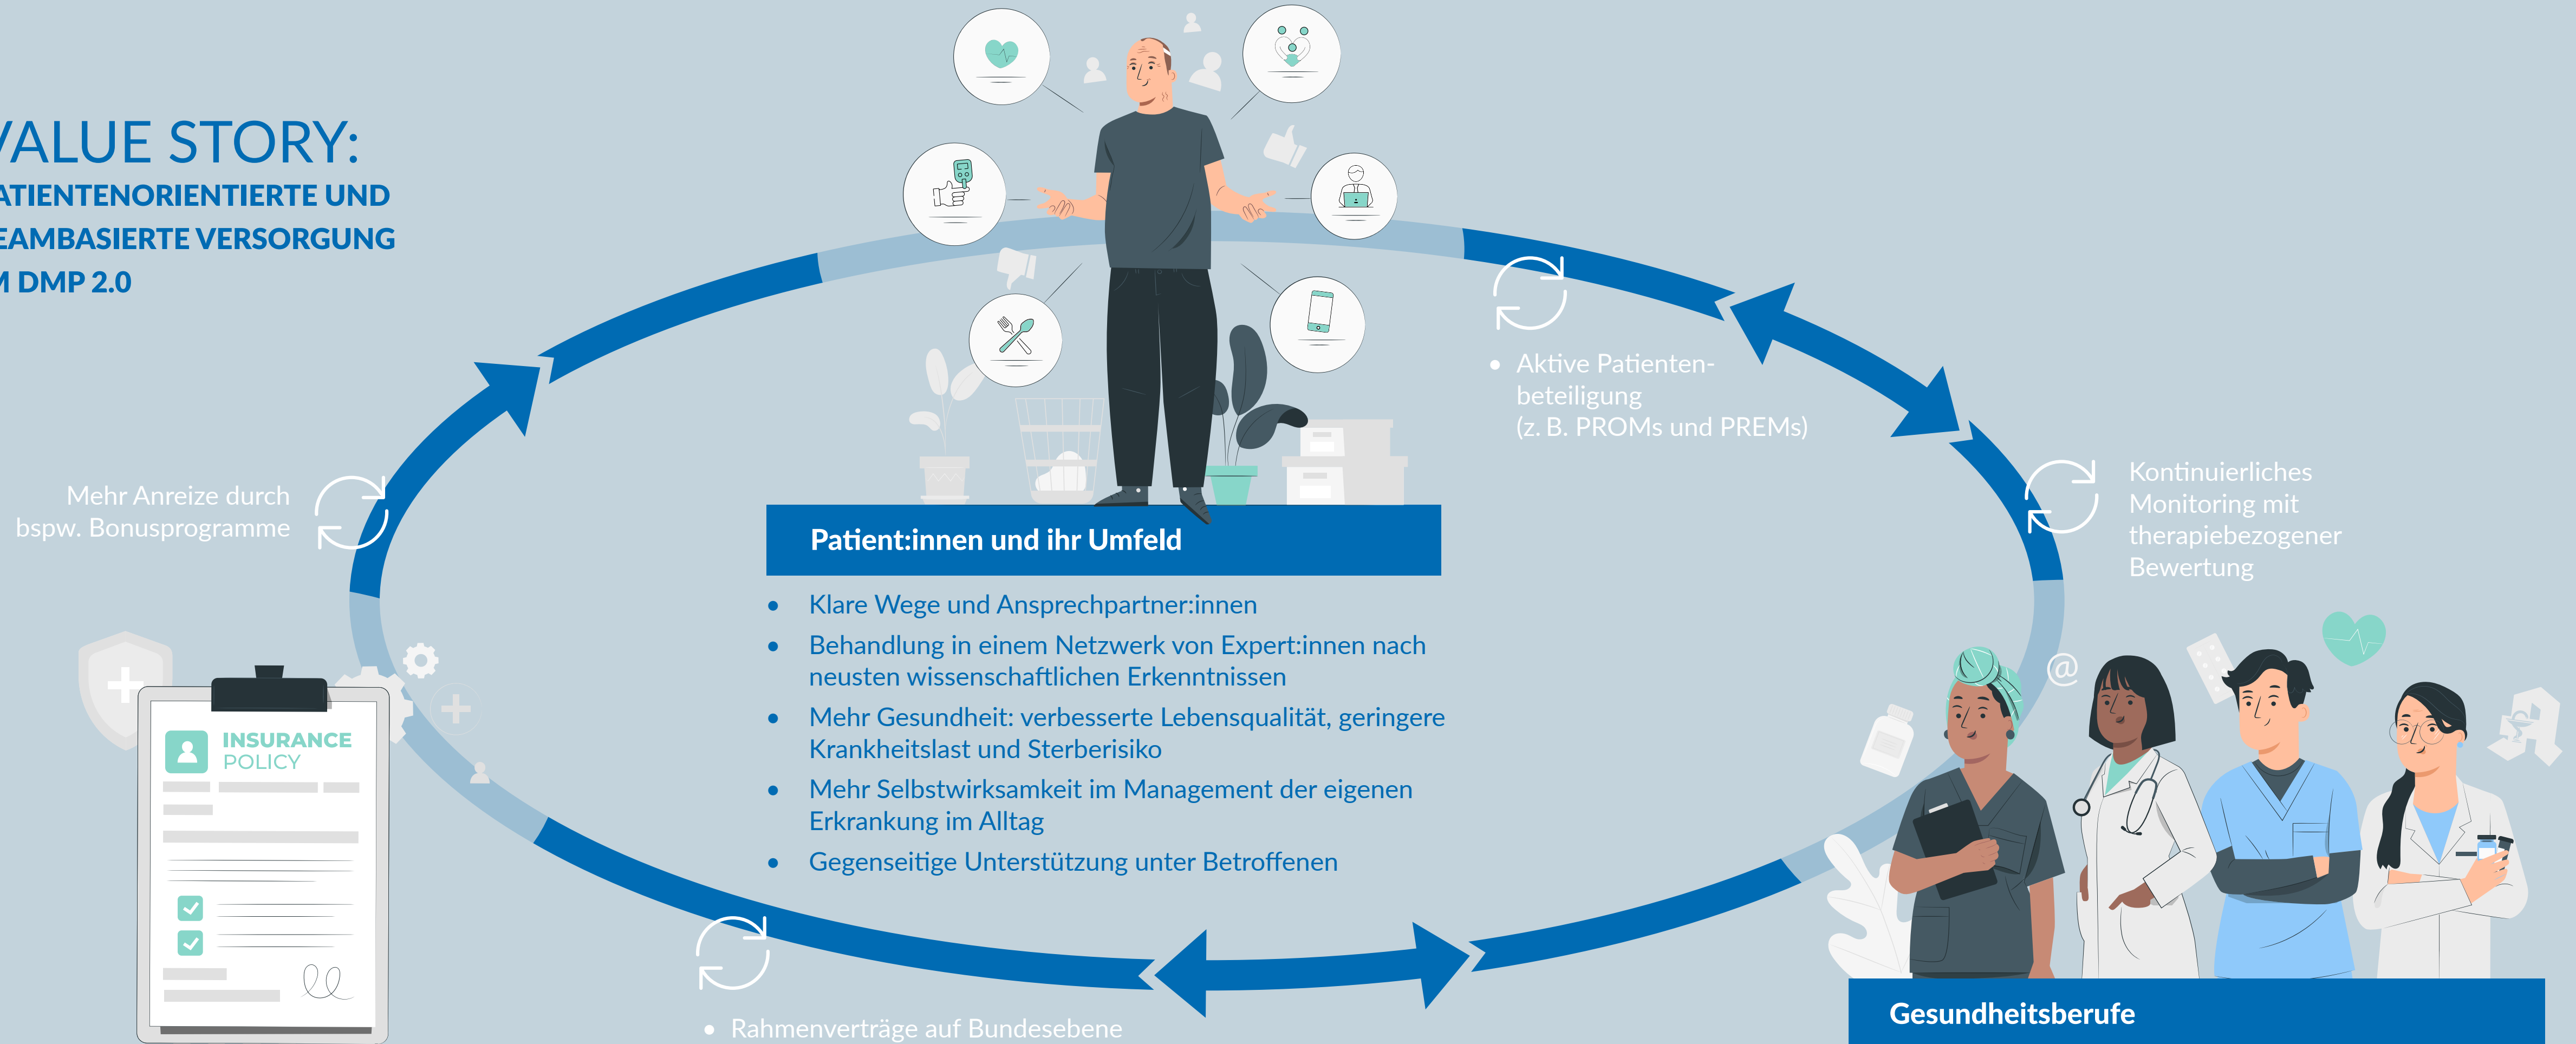 VALUE STORY:
ATIENTENORIENTIERTE UND
EAMBASIERTE VERSORGUNG
M DMP 2.0
Aktive Patienten-
beteiligung
(z. B. PROMs und PREMs)
Mehr Anreize durch
bspw. Bonusprogramme
Kontinuierliches
Monitoring mit
therapiebezogener
Bewertung
Patient:innen und ihr Umfeld
Klare Wege und Ansprechpartner:innen
Behandlung in einem Netzwerk von Expert:innen nach
neusten wissenschaftlichen Erkenntnissen
Mehr Gesundheit: verbesserte Lebensqualität, geringere
Krankheitslast und Sterberisiko
Mehr Selbstwirksamkeit im Management der eigenen
Erkrankung im Alltag
Gegenseitige Unterstützung unter Betroffenen
@
INSURANCE
POLICY
Rahmenverträge auf Bundesebene
Gesundheitsberufe